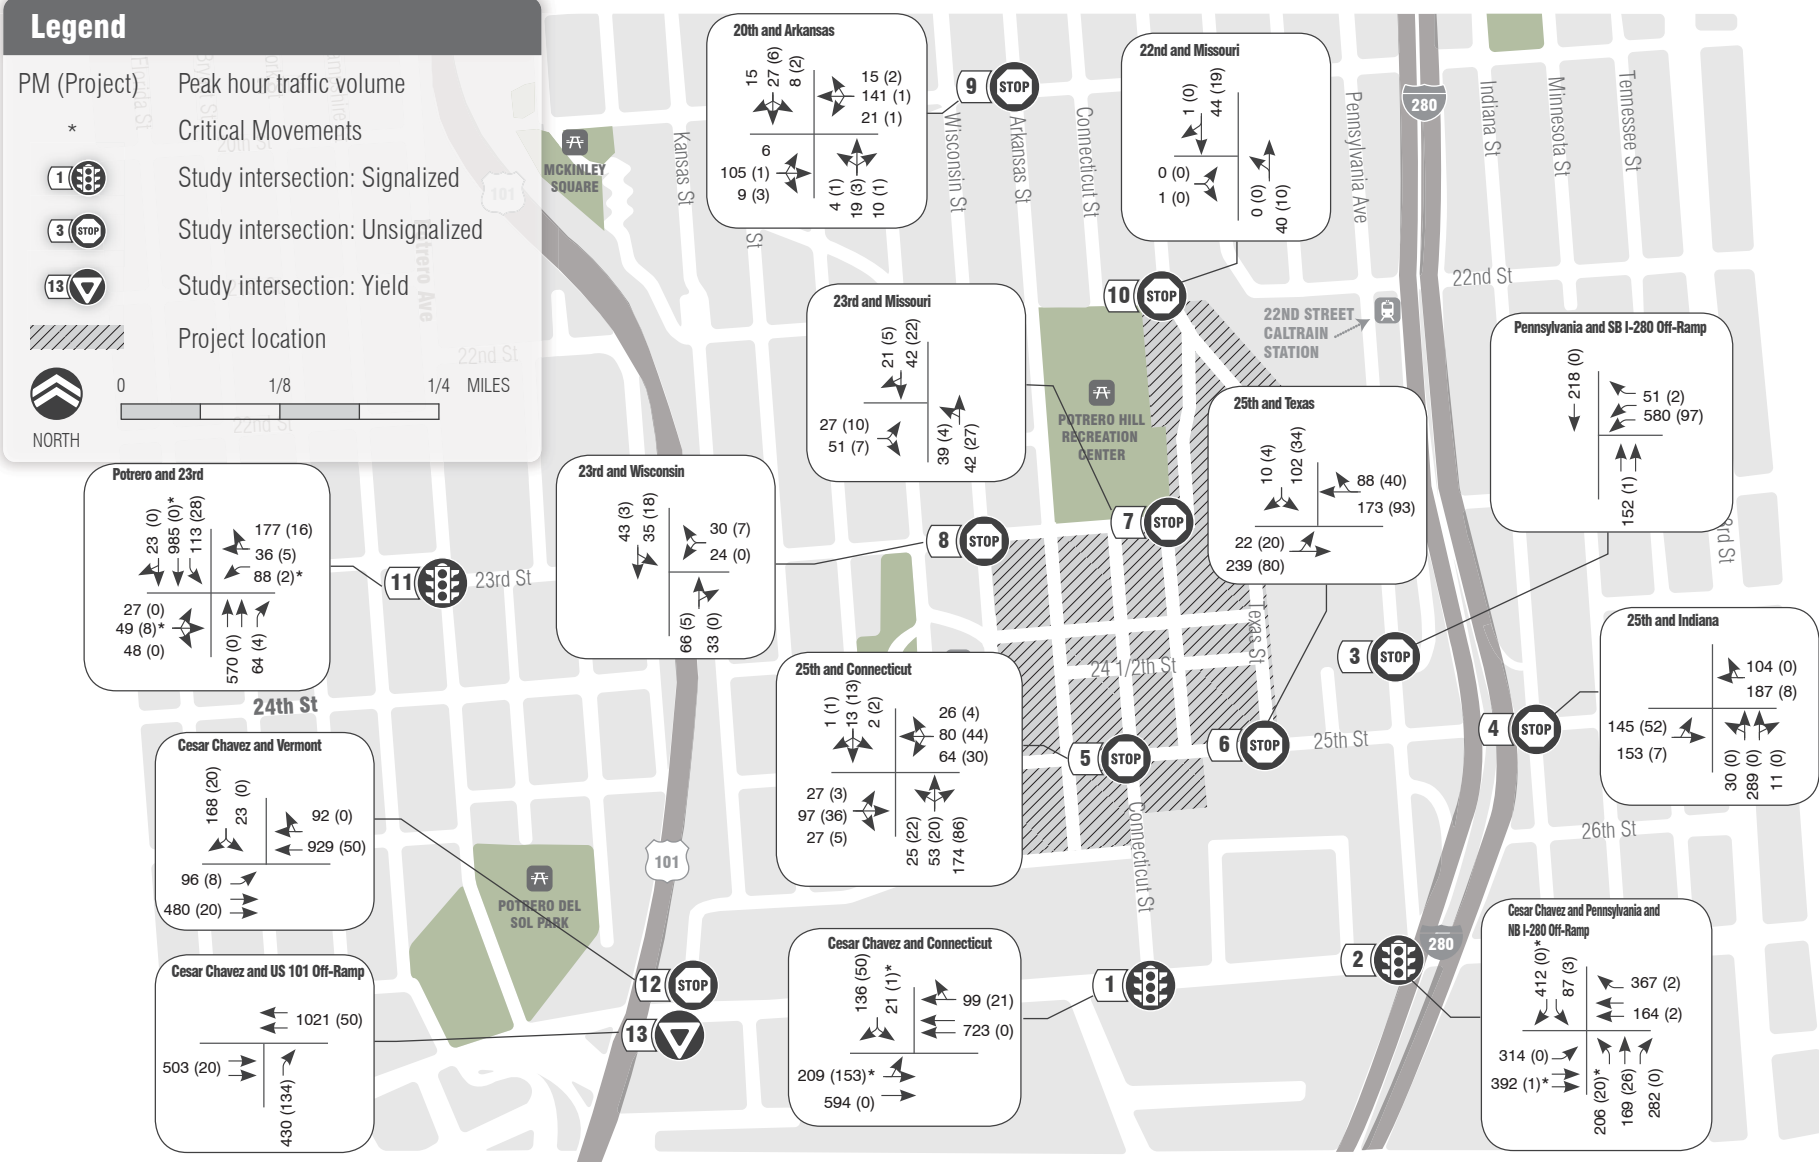 Legend
PM (Project) Peak hour traffic volume
* Critical Movements
1 Study intersection: Signalized
3 STOP Study intersection: Unsignalized
13 Study intersection: Yield
Project location
NORTH
0 1/8 1/4 MILES
Florida St
20th St
22nd St
22nd St
101
MCKINLEY
SQUARE
Kansas St
St
Wisconsin St
Arkansas St
Connecticut St
Pennsylvania Ave
280
Indiana St
Minnesota St
Tennessee St
22nd St
22ND STREET
CALTRAIN
STATION
POTRERO HILL
RECREATION
CENTER
20th and Arkansas
15
27 (6)
8 (2)
15 (2)
141 (1)
21 (1)
6
105 (1)
9 (3)
4 (1)
19 (3)
10 (1)
9 STOP
22nd and Missouri
1 (0)
44 (19)
0 (0)
1 (0)
0 (0)
40 (10)
10 STOP
23rd and Missouri
21 (5)
42 (22)
27 (10)
51 (7)
39 (4)
42 (27)
7 STOP
Pennsylvania and SB I-280 Off-Ramp
218 (0)
51 (2)
580 (97)
152 (1)
3 STOP
25th and Texas
10 (4)
102 (34)
88 (40)
173 (93)
22 (20)
239 (80)
6 STOP
Potrero and 23rd
23 (0)
985 (0)*
113 (28)
177 (16)
36 (5)
88 (2)*
27 (0)
49 (8)*
48 (0)
570 (0)
64 (4)
11
23rd St
23rd and Wisconsin
43 (3)
35 (18)
30 (7)
24 (0)
66 (5)
33 (0)
8 STOP
3rd St
Texas St
24 1/2th St
24th St
25th and Indiana
104 (0)
187 (8)
145 (52)
153 (7)
30 (0)
289 (0)
11 (0)
4 STOP
25th St
26th St
25th and Connecticut
1 (1)
13 (13)
2 (2)
26 (4)
80 (44)
64 (30)
27 (3)
97 (36)
27 (5)
25 (22)
53 (20)
174 (86)
5 STOP
Connecticut St
Cesar Chavez and Vermont
168 (20)
23 (0)
92 (0)
929 (50)
96 (8)
480 (20)
12 STOP
101
POTRERO DEL
SOL PARK
Cesar Chavez and US 101 Off-Ramp
1021 (50)
503 (20)
430 (134)
13
Cesar Chavez and Connecticut
136 (50)
21 (1)*
99 (21)
723 (0)
209 (153)*
594 (0)
1
2
280
Cesar Chavez and Pennsylvania and
NB I-280 Off-Ramp
412 (0)*
87 (3)
367 (2)
164 (2)
314 (0)
392 (1)*
206 (20)*
169 (26)
282 (0)